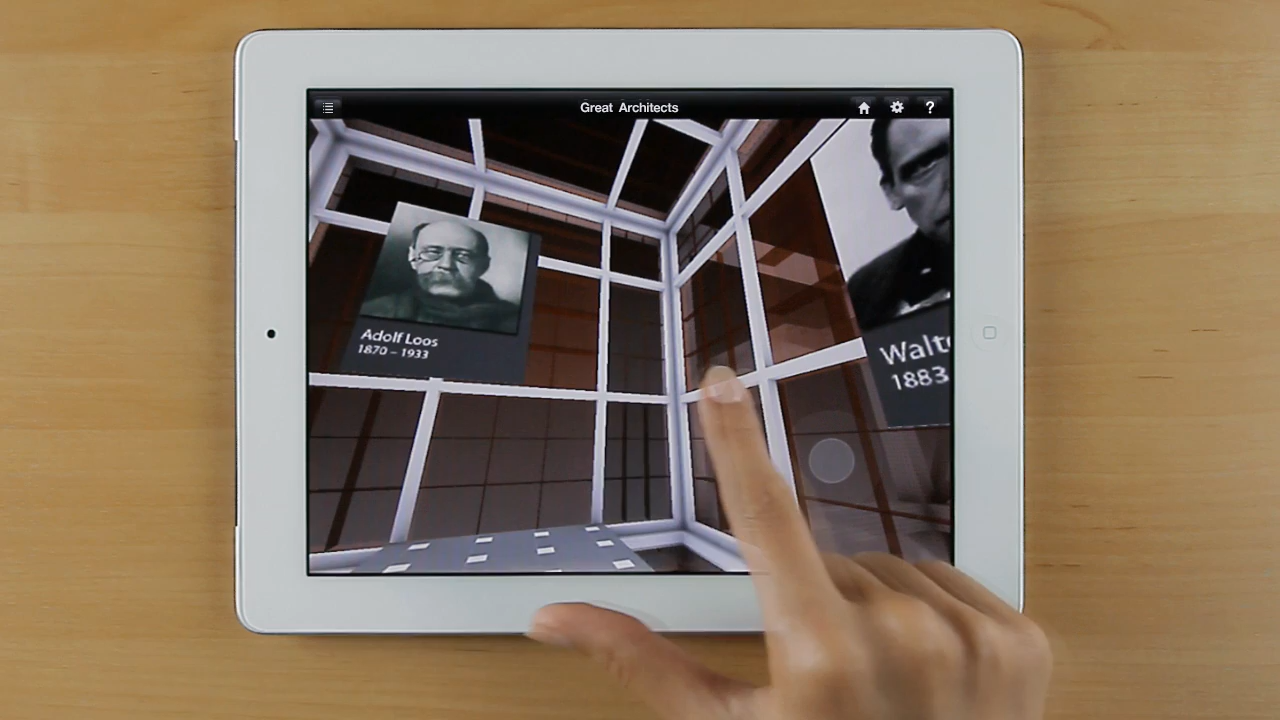 Great Architects
?
Adolf Loos
1870 – 1933
Walt
1883